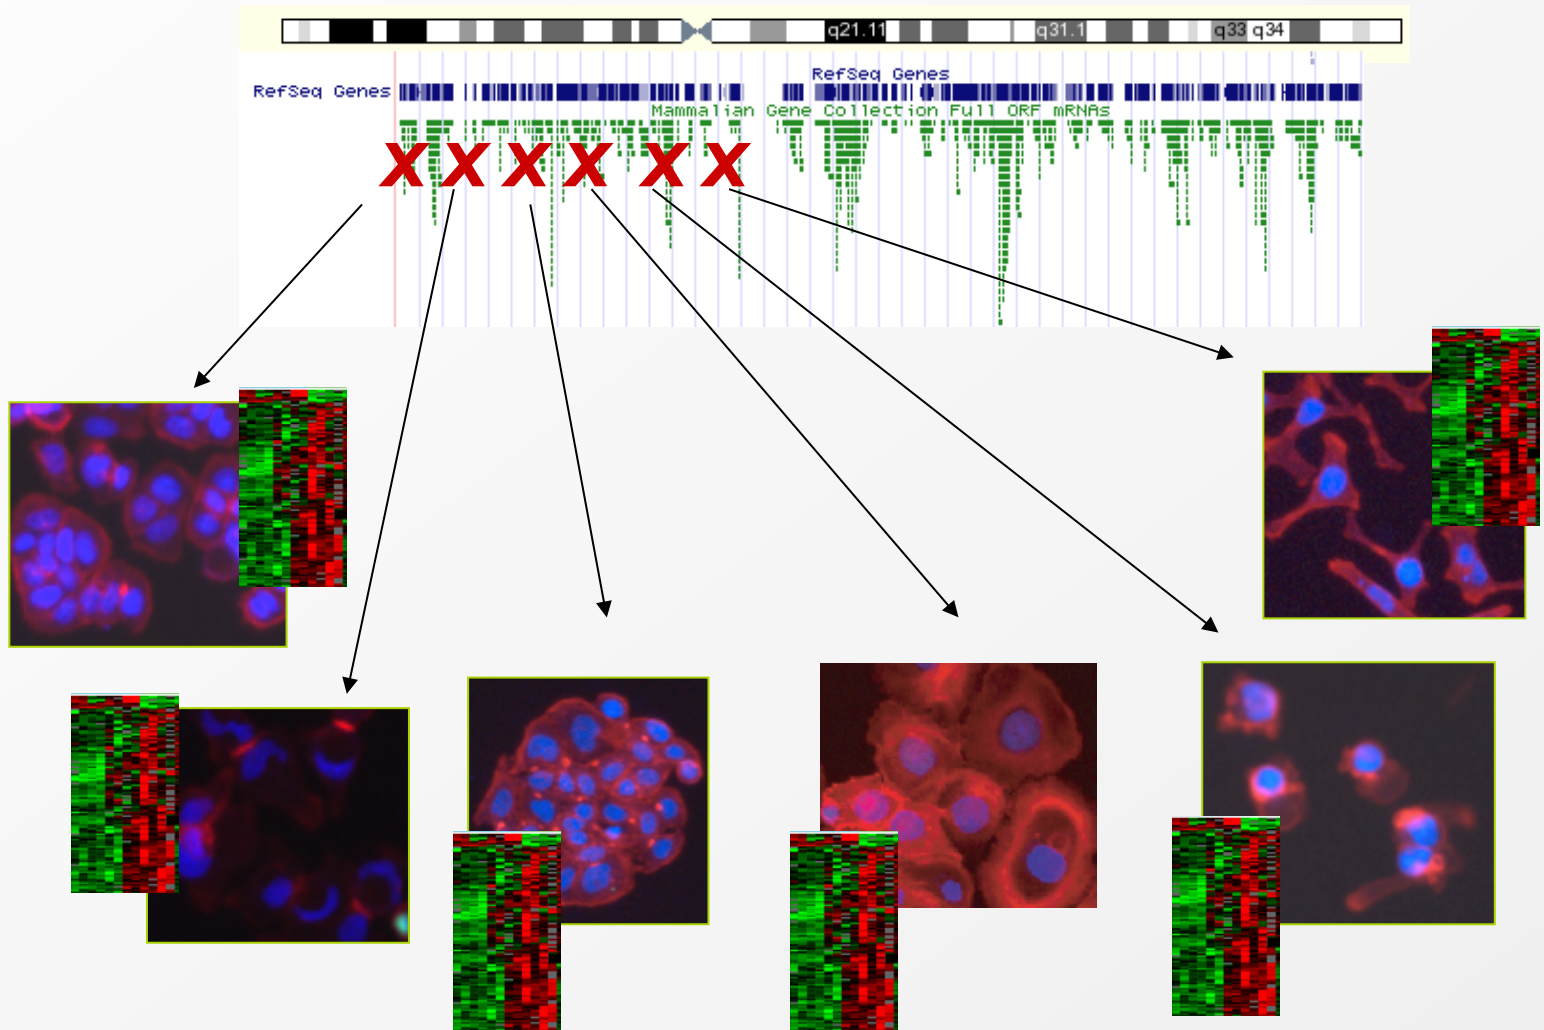 q21.11 q31.1 q33 q34
RefSeq Genes
RefSeq Genes
Mammalian Gene Collection Full ORF mRNAs
X X X X X X